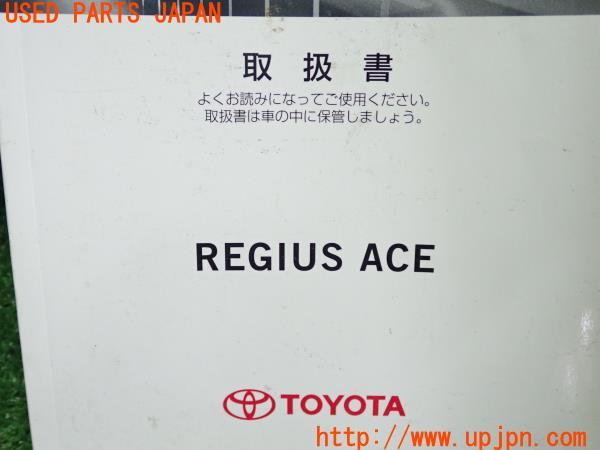 USED PARTS JAPAN
取扱書
よくお読みになってご使用ください。
取扱書は車の中に保管しましょう。
REGIUS ACE
TOYOTA
http://www.upjpn.com